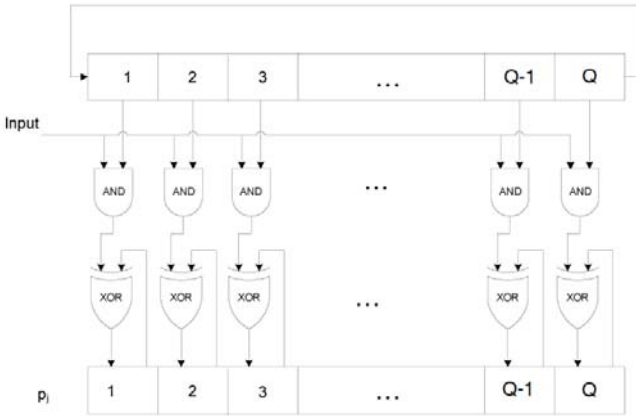 1 2 3 ... Q-1 Q
Input
AND AND AND ... AND AND
XOR XOR XOR ... XOR XOR
pj 1 2 3 ... Q-1 Q